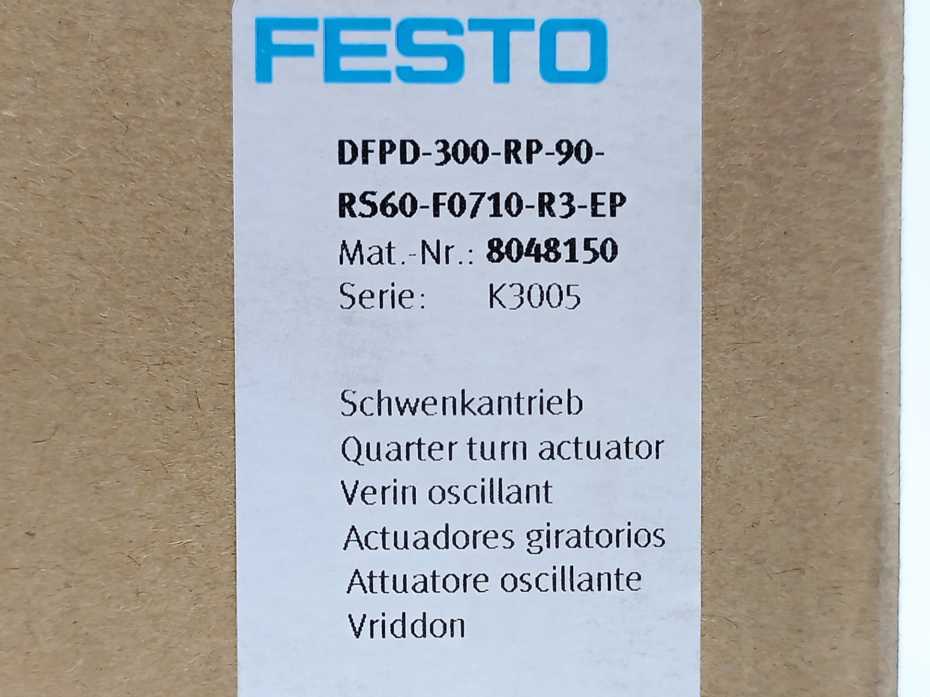 FESTO
DFPD-300-RP-90-
RS60-F0710-R3-EP
Mat.-Nr.: 8048150
Serie: K3005
Schwenkantrieb
Quarter turn actuator
Verin oscillant
Actuadores giratorios
Attuatore oscillante
Vriddon